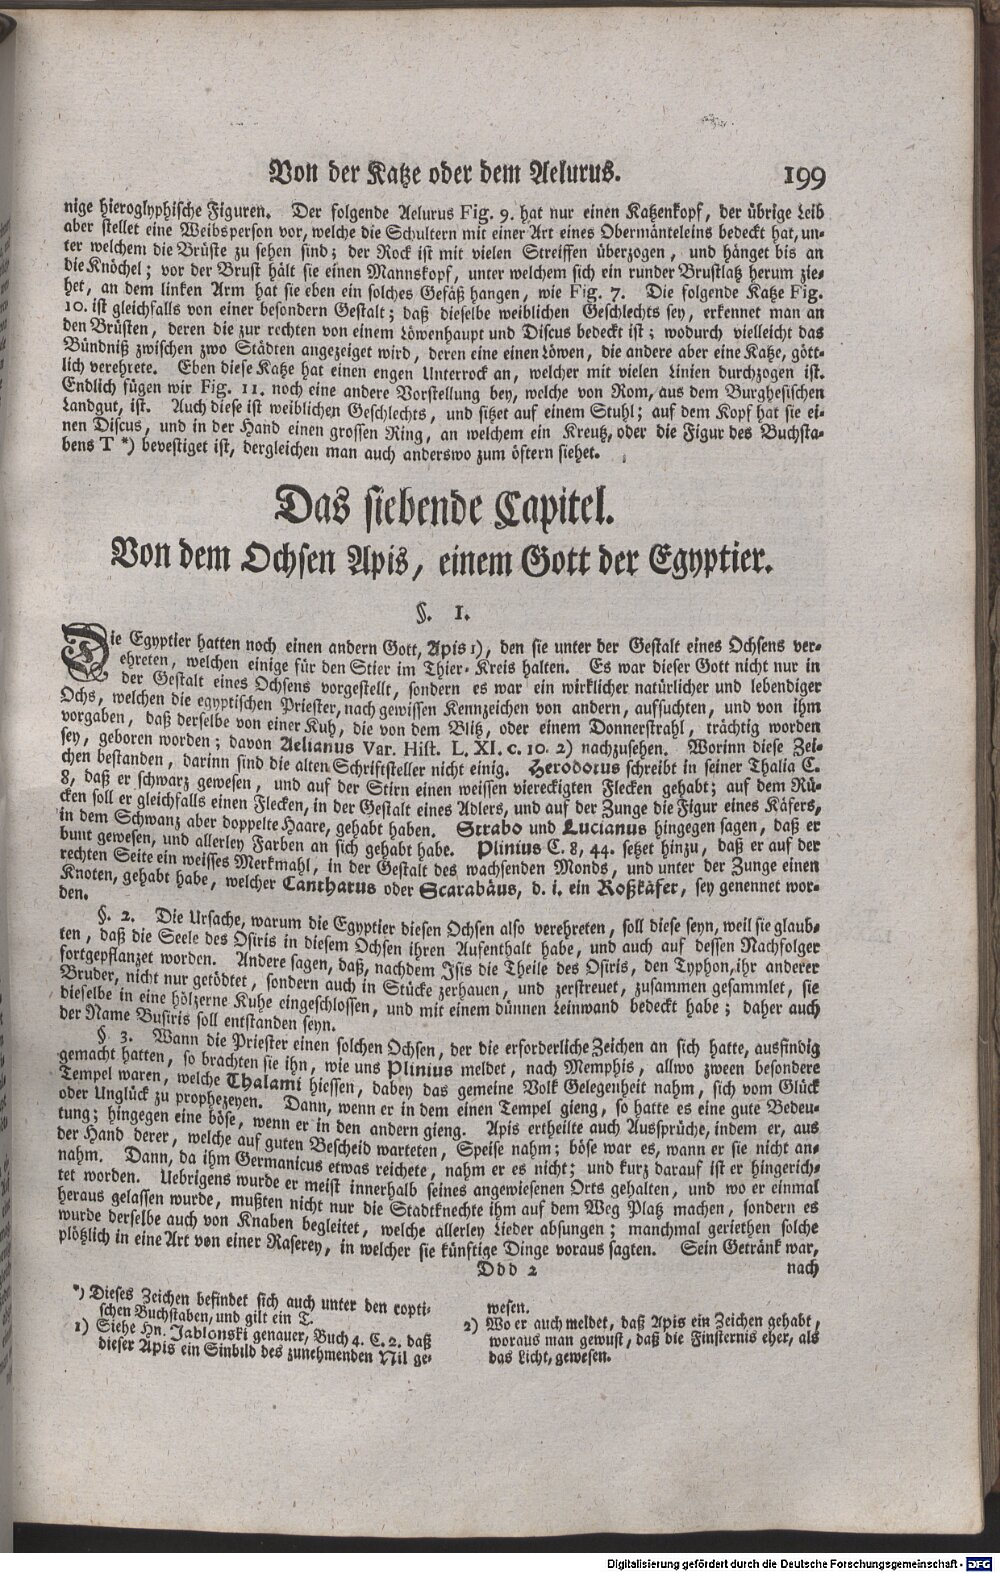 Von der Katze oder dem Aelurus. 199
nige hieroglyphische Figuren. Der folgende Aelurus Fig. 9. hat nur einen Katzenkopf, der übrige Leib
aber stellet eine Weibsperson vor, welche die Schultern mit einer Art eines Obermänteleins bedeckt hat, un-
ter welchem die Brüste zu sehen sind; der Rock ist mit vielen Streiffen überzogen, und hänget bis an
die Knöchel; vor der Brust hält sie einen Mannskopf, unter welchem sich ein runder Brustlatz herum zie-
het, an dem linken Arm hat sie eben ein solches Gefäß hangen, wie Fig. 7. Die folgende Katze Fig.
10. ist gleichfalls von einer besondern Gestalt; daß dieselbe weiblichen Geschlechts sey, erkennet man an
den Brüsten, deren die zur rechten von einem Löwenhaupt und Discus bedeckt ist; wodurch vielleicht das
Bündniß zwischen zwo Städten angezeiget wird, deren eine einen Löwen, die andere aber eine Katze, gött-
lich verehrete. Eben diese Katze hat einen engen Unterrock an, welcher mit vielen Linien durchzogen ist.
Endlich fügen wir Fig. 11. noch eine andere Vorstellung bey, welche von Rom, aus dem Burghesischen
Landgut, ist. Auch diese ist weiblichen Geschlechts, und sitzet auf einem Stuhl; auf dem Kopf hat sie ei-
nen Discus, und in der Hand einen grossen Ring, an welchem ein Kreutz, oder die Figur des Buchsta-
bens T *) bevestiget ist, dergleichen man auch anderswo zum öftern siehet.
Das siebende Capitel.
Von dem Ochsen Apis, einem Gott der Egyptier.
§. 1.
Die Egyptier hatten noch einen andern Gott, Apis 1), den sie unter der Gestalt eines Ochsens ver-
ehreten, welchen einige für den Stier im Thier-Kreis halten. Es war dieser Gott nicht nur in
der Gestalt eines Ochsens vorgestellt, sondern es war ein wirklicher natürlicher und lebendiger
Ochs, welchen die egyptischen Priester, nach gewissen Kennzeichen von andern, aufsuchten, und von ihm
vorgaben, daß derselbe von einer Kuh, die von dem Blitz, oder einem Donnerstrahl, trächtig worden
sey, geboren worden; davon Aelianus Var. Hist. L. XI. c. 10. 2) nachzusehen. Worinn diese Zei-
chen bestanden, darinn sind die alten Schriftsteller nicht einig. Herodotus schreibt in seiner Thalia C.
8, daß er schwarz gewesen, und auf der Stirn einen weissen viereckigten Flecken gehabt; auf dem Rü-
cken soll er gleichfalls einen Flecken, in der Gestalt eines Adlers, und auf der Zunge die Figur eines Käfers,
in dem Schwanz aber doppelte Haare, gehabt haben. Strabo und Lucianus hingegen sagen, daß er
bunt gewesen, und allerley Farben an sich gehabt habe. Plinius C. 8, 44. setzet hinzu, daß er auf der
rechten Seite ein weisses Merkmahl, in der Gestalt des wachsenden Monds, und unter der Zunge einen
Knoten, gehabt habe, welcher Cantharus oder Scarabäus, d. i. ein Roßkäfer, sey genennet wor-
den.
§. 2. Die Ursache, warum die Egyptier diesen Ochsen also verehreten, soll diese seyn, weil sie glaub-
ten, daß die Seele des Osiris in diesem Ochsen ihren Aufenthalt habe, und auch auf dessen Nachfolger
fortgepflanzet worden. Andere sagen, daß, nachdem Isis die Theile des Osiris, den Typhon, ihr anderer
Bruder, nicht nur getödtet, sondern auch in Stücke zerhauen, und zerstreuet, zusammen gesammlet, sie
dieselbe in eine hölzerne Kuhe eingeschlossen, und mit einem dünnen Leinwand bedeckt habe; daher auch
der Name Busiris soll entstanden seyn.
§ 3. Wann die Priester einen solchen Ochsen, der die erforderliche Zeichen an sich hatte, ausfindig
gemacht hatten, so brachten sie ihn, wie uns Plinius meldet, nach Memphis, allwo zween besondere
Tempel waren, welche Thalami hiessen, dabey das gemeine Volk Gelegenheit nahm, sich vom Glück
oder Unglück zu prophezeyen. Dann, wenn er in dem einen Tempel gieng, so hatte es eine gute Bedeu-
tung; hingegen eine böse, wenn er in den andern gieng. Apis ertheilte auch Aussprüche, indem er, aus
der Hand derer, welche auf guten Bescheid warteten, Speise nahm; böse war es, wann er sie nicht an-
nahm. Dann, da ihm Germanicus etwas reichete, nahm er es nicht; und kurz darauf ist er hingerich-
tet worden. Uebrigens wurde er meist innerhalb seines angewiesenen Orts gehalten, und wo er einmal
heraus gelassen wurde, mußten nicht nur die Stadtknechte ihm auf dem Weg Platz machen, sondern es
wurde derselbe auch von Knaben begleitet, welche allerley Lieder absungen; manchmal geriethen solche
plötzlich in eine Art von einer Raserey, in welcher sie künftige Dinge voraus sagten. Sein Getränk war,
Ddd 2 nach
*) Dieses Zeichen befindet sich auch unter den copti-
schen Buchstaben, und gilt ein T.
1) Siehe Hn. Jablonski genauer, Buch 4. C. 2. daß
dieser Apis ein Sinbild des zunehmenden Nil ge-
wesen.
2) Wo er auch meldet, daß Apis ein Zeichen gehabt,
woraus man gewust, daß die Finsternis eher, als
das Licht, gewesen.
Digitalisierung gefördert durch die Deutsche Forschungsgemeinschaft - DFG